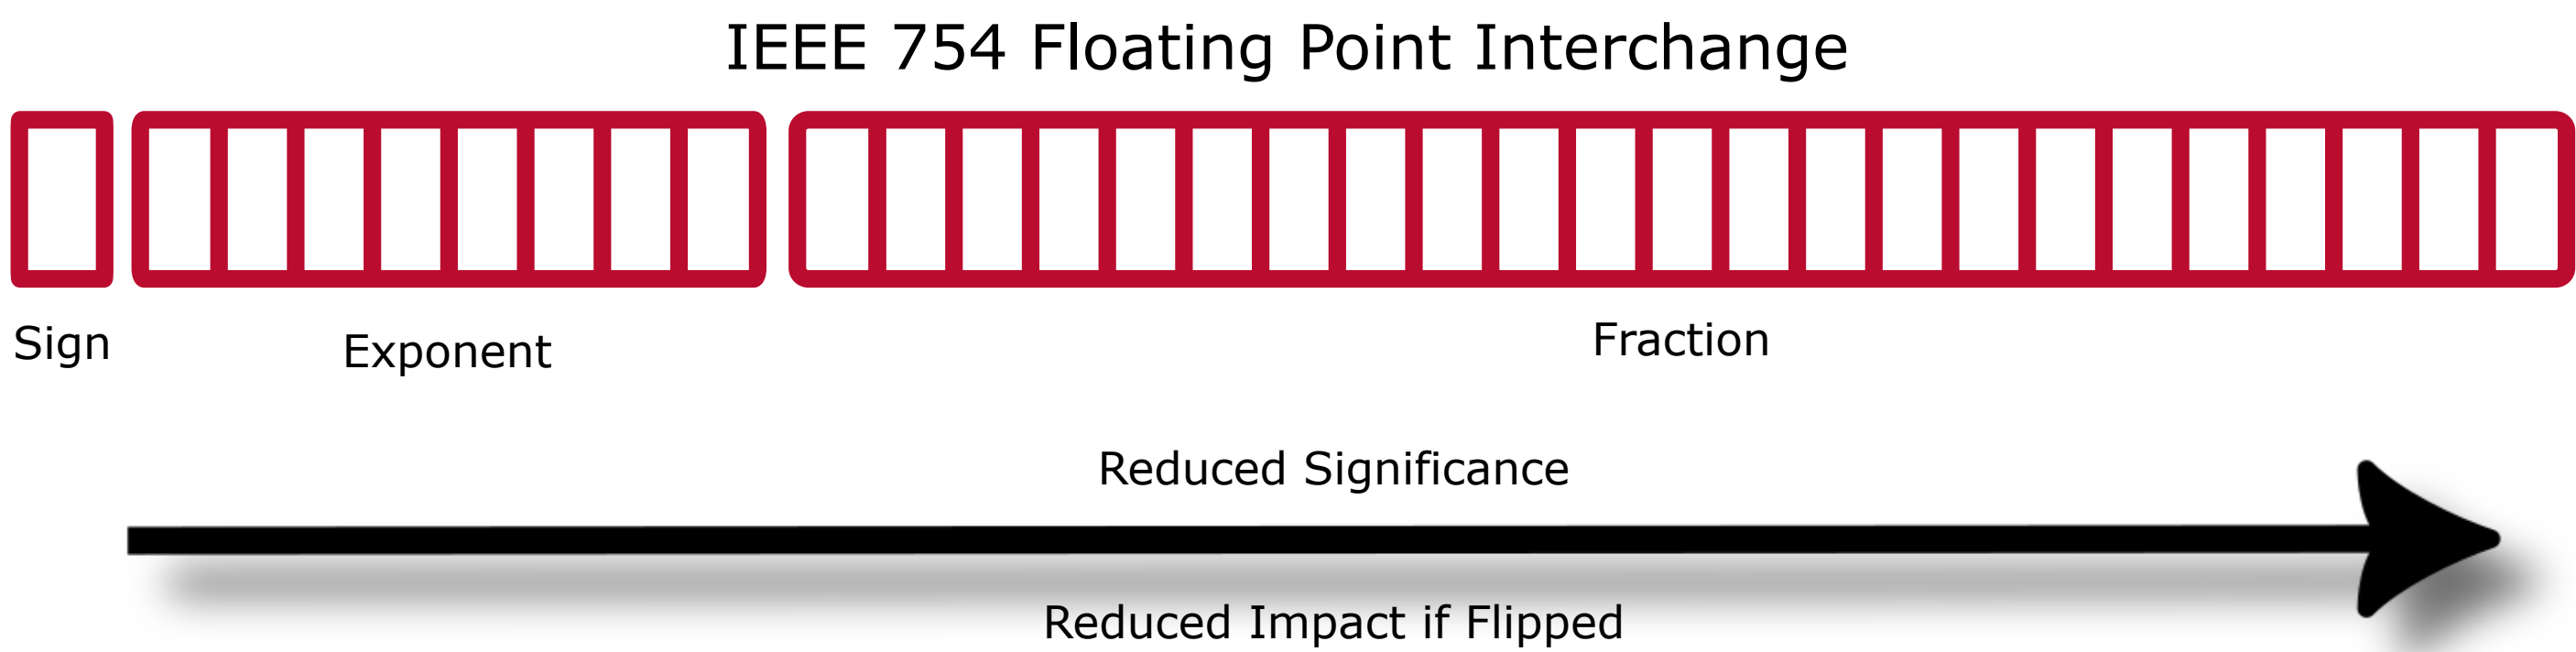 IEEE 754 Floating Point Interchange
Sign
Exponent
Fraction
Reduced Significance
Reduced Impact if Flipped